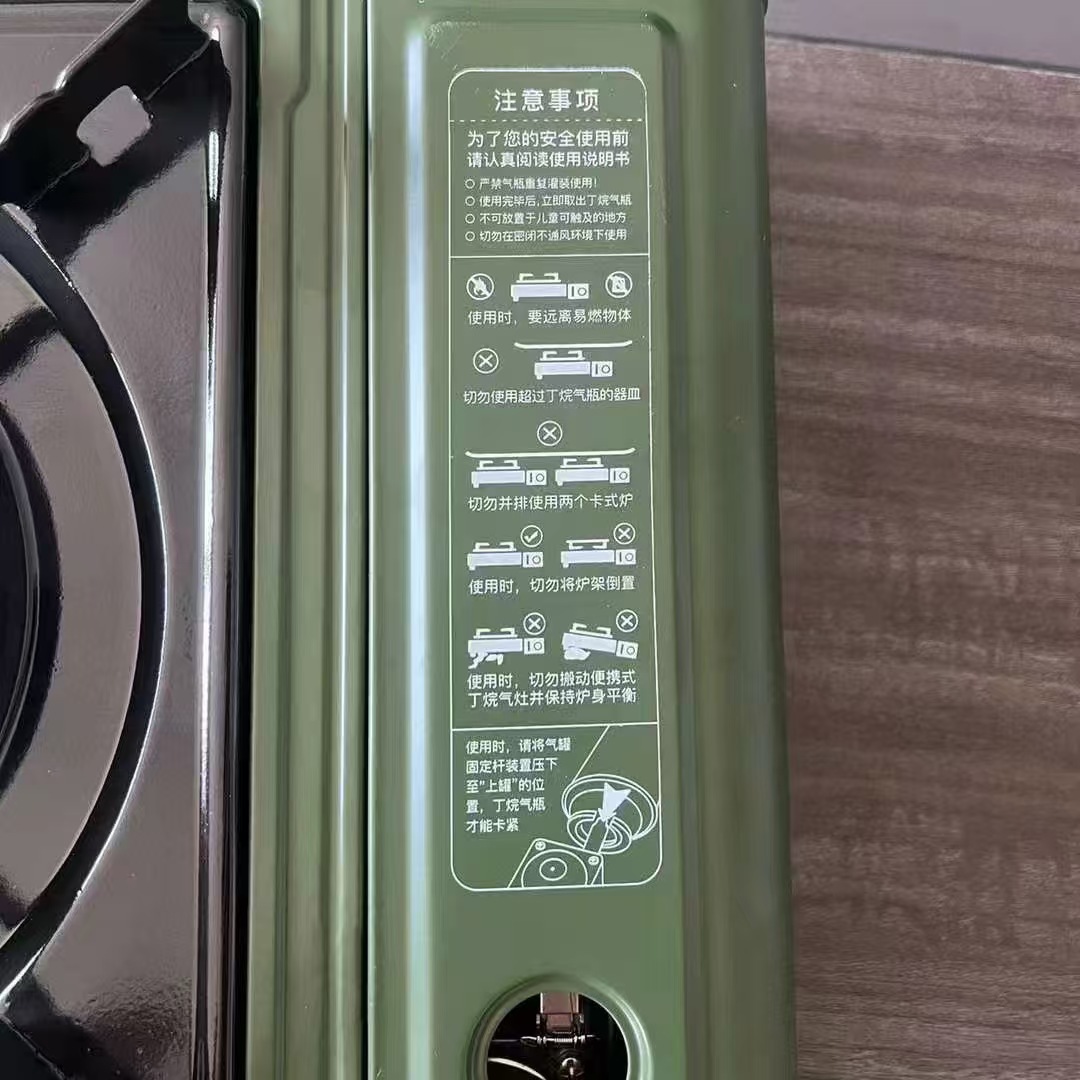 注意事项
为了您的安全使用前
请认真阅读使用说明书
○ 严禁气瓶重复灌装使用!
○ 使用完毕后,立即取出丁烷气瓶
○ 不可放置于儿童可触及的地方
○ 切勿在密闭不通风环境下使用
使用时，要远离易燃物体
切勿使用超过丁烷气瓶的器皿
切勿并排使用两个卡式炉
使用时，切勿将炉架倒置
使用时，切勿搬动便携式
丁烷气灶并保持炉身平衡
使用时，请将气罐
固定杆装置压下
至"上罐"的位
置，丁烷气瓶
才能卡紧